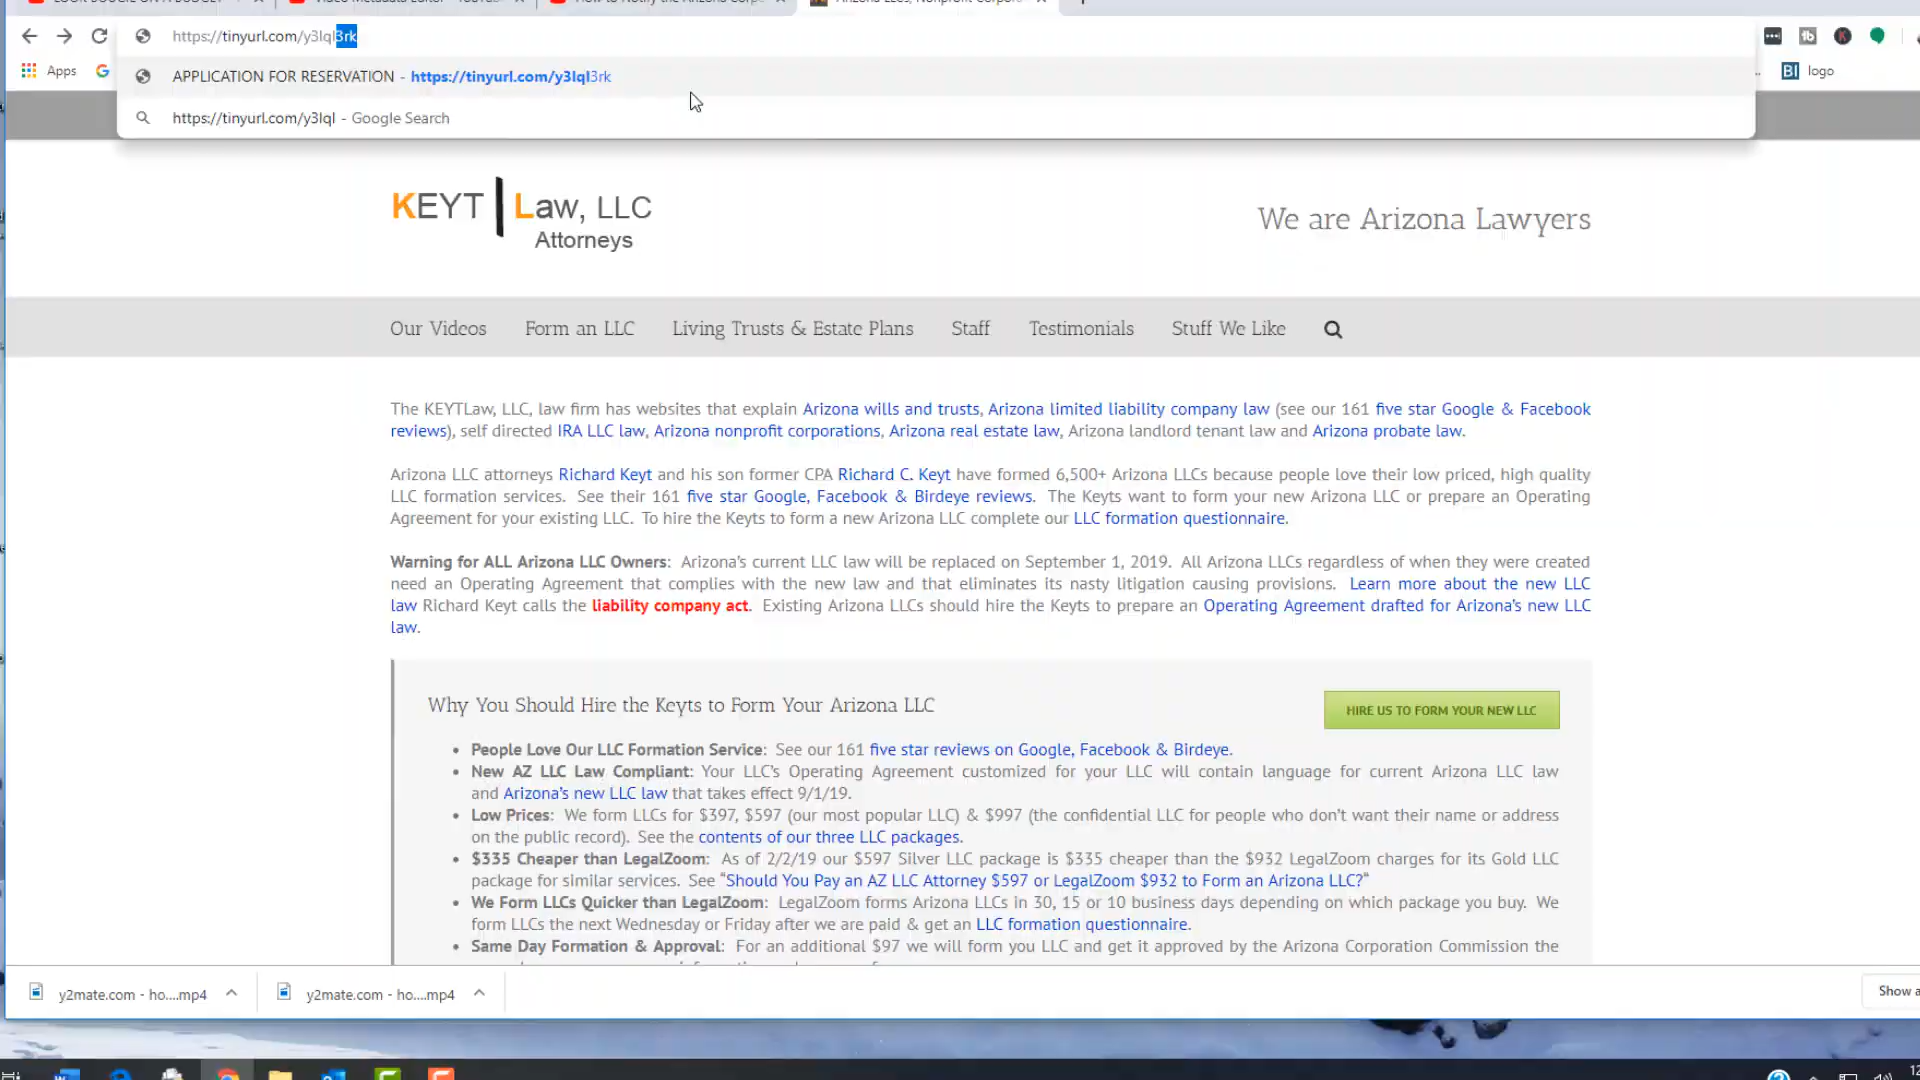 https://tinyurl.com/y3lql3rk
Apps
logo
APPLICATION FOR RESERVATION - https://tinyurl.com/y3lql3rk
https://tinyurl.com/y3lql - Google Search
KEYT Law, LLC
Attorneys
We are Arizona Lawyers
Our Videos Form an LLC Living Trusts & Estate Plans Staff Testimonials Stuff We Like
The KEYTLaw, LLC, law firm has websites that explain Arizona wills and trusts, Arizona limited liability company law (see our 161 five star Google & Facebook
reviews), self directed IRA LLC law, Arizona nonprofit corporations, Arizona real estate law, Arizona landlord tenant law and Arizona probate law.
Arizona LLC attorneys Richard Keyt and his son former CPA Richard C. Keyt have formed 6,500+ Arizona LLCs because people love their low priced, high quality
LLC formation services. See their 161 five star Google, Facebook & Birdeye reviews. The Keyts want to form your new Arizona LLC or prepare an Operating
Agreement for your existing LLC. To hire the Keyts to form a new Arizona LLC complete our LLC formation questionnaire.
Warning for ALL Arizona LLC Owners: Arizona's current LLC law will be replaced on September 1, 2019. All Arizona LLCs regardless of when they were created
need an Operating Agreement that complies with the new law and that eliminates its nasty litigation causing provisions. Learn more about the new LLC
law Richard Keyt calls the liability company act. Existing Arizona LLCs should hire the Keyts to prepare an Operating Agreement drafted for Arizona's new LLC
law.
Why You Should Hire the Keyts to Form Your Arizona LLC
HIRE US TO FORM YOUR NEW LLC
• People Love Our LLC Formation Service: See our 161 five star reviews on Google, Facebook & Birdeye.
• New AZ LLC Law Compliant: Your LLC's Operating Agreement customized for your LLC will contain language for current Arizona LLC law
and Arizona's new LLC law that takes effect 9/1/19.
• Low Prices: We form LLCs for $397, $597 (our most popular LLC) & $997 (the confidential LLC for people who don't want their name or address
on the public record). See the contents of our three LLC packages.
• $335 Cheaper than LegalZoom: As of 2/2/19 our $597 Silver LLC package is $335 cheaper than the $932 LegalZoom charges for its Gold LLC
package for similar services. See "Should You Pay an AZ LLC Attorney $597 or LegalZoom $932 to Form an Arizona LLC?"
• We Form LLCs Quicker than LegalZoom: LegalZoom forms Arizona LLCs in 30, 15 or 10 business days depending on which package you buy. We
form LLCs the next Wednesday or Friday after we are paid & get an LLC formation questionnaire.
• Same Day Formation & Approval: For an additional $97 we will form you LLC and get it approved by the Arizona Corporation Commission the
y2mate.com - ho....mp4
y2mate.com - ho....mp4
Show a